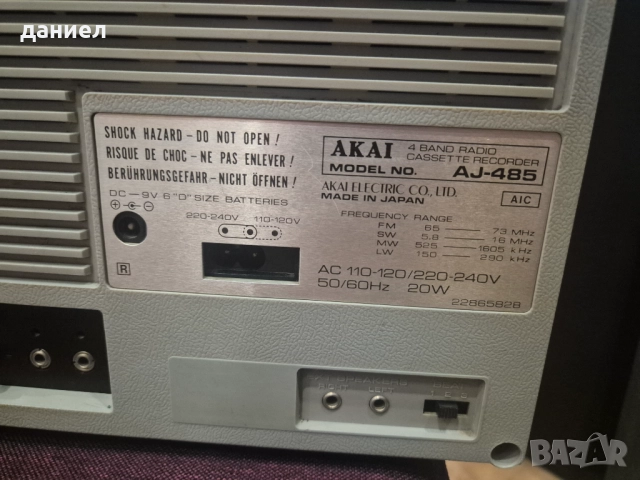 даниел
SHOCK HAZARD – DO NOT OPEN !
RISQUE DE CHOC – NE PAS ENLEVER !
BERÜHRUNGSGEFAHR – NICHT ÖFFNEN !
DC ⎓ 9V 6 "D" SIZE BATTERIES
220-240V 110-120V
R
AKAI 4 BAND RADIO CASSETTE RECORDER
MODEL NO. AJ-485
AKAI ELECTRIC CO., LTD.
MADE IN JAPAN
AIC
FREQUENCY RANGE
FM 65 — 73 MHz
SW 5.8 — 16 MHz
MW 525 — 1605 kHz
LW 150 — 290 kHz
AC 110-120/220-240V
50/60Hz 20W
22865828
BAZAR
bg